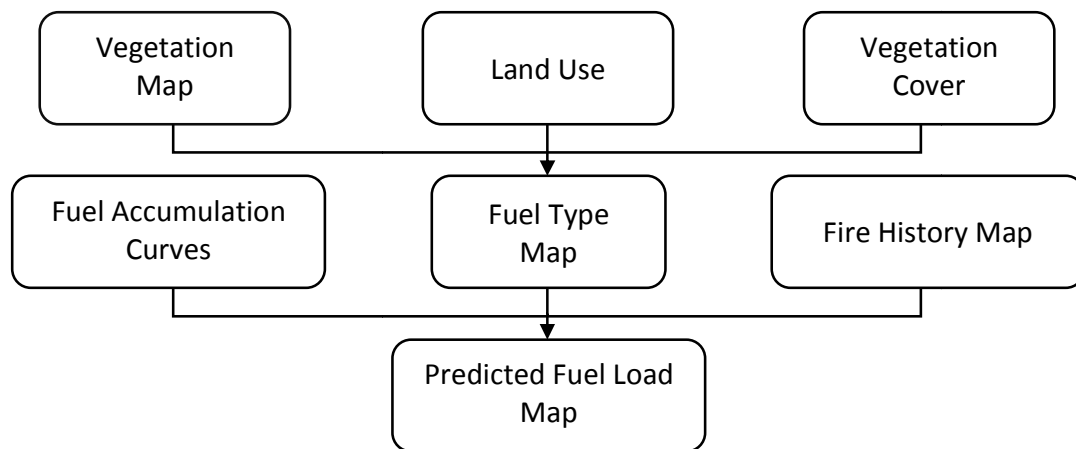 Vegetation
Map
Land Use
Vegetation
Cover
Fuel Accumulation
Curves
Fuel Type
Map
Fire History Map
Predicted Fuel Load
Map